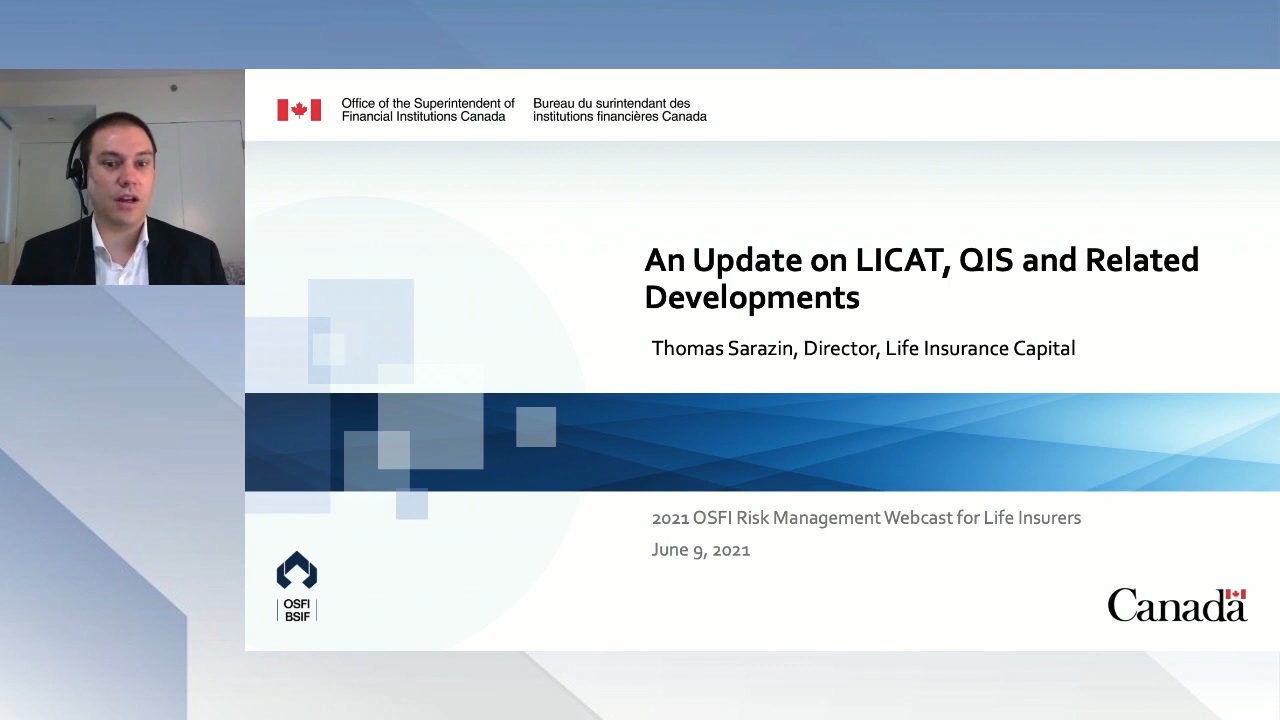 Office of the Superintendent of
Financial Institutions Canada
Bureau du surintendant des
institutions financières Canada
An Update on LICAT, QIS and Related
Developments
Thomas Sarazin, Director, Life Insurance Capital
2021 OSFI Risk Management Webcast for Life Insurers
June 9, 2021
OSFI
BSIF
Canada